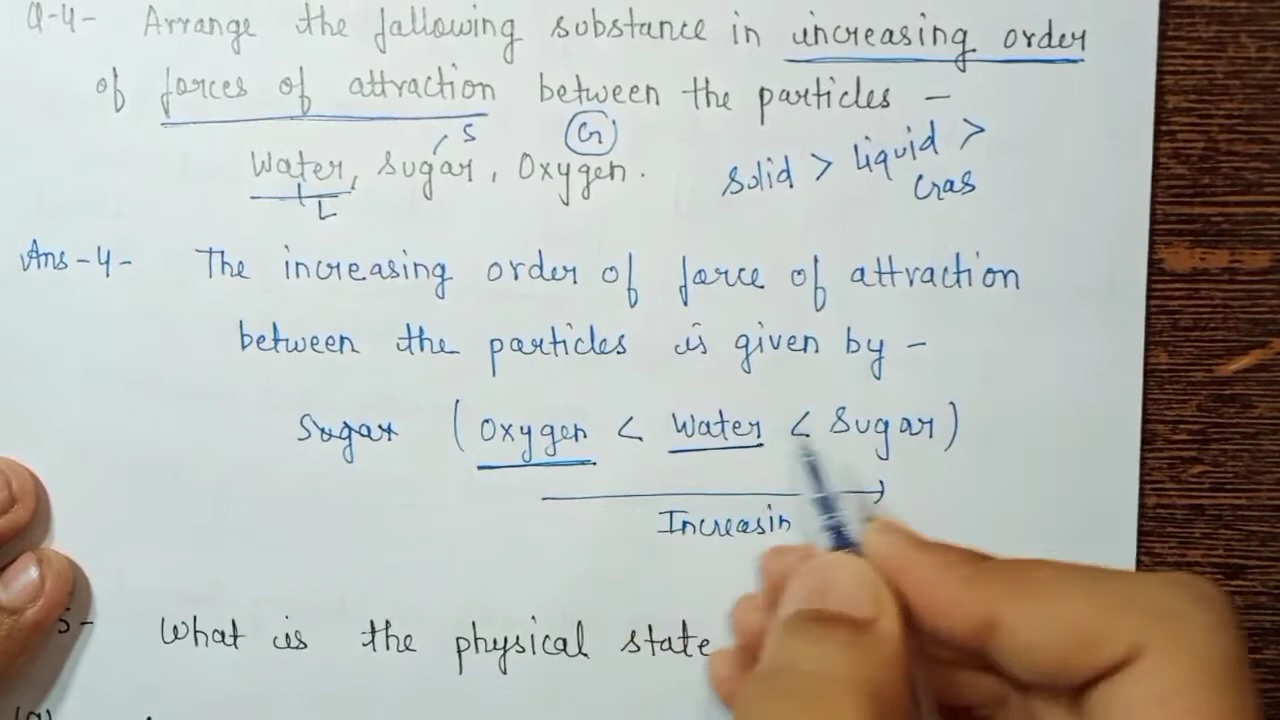 Q-4- Arrange the following substance in increasing order
of forces of attraction between the particles -
S G
Water, Sugar, Oxygen. Solid > Liquid >
L Gas
Ans-4- The increasing order of force of attraction
between the particles is given by -
Sugar (Oxygen < Water < Sugar)
Increasin
5- What is the physical state
(a)